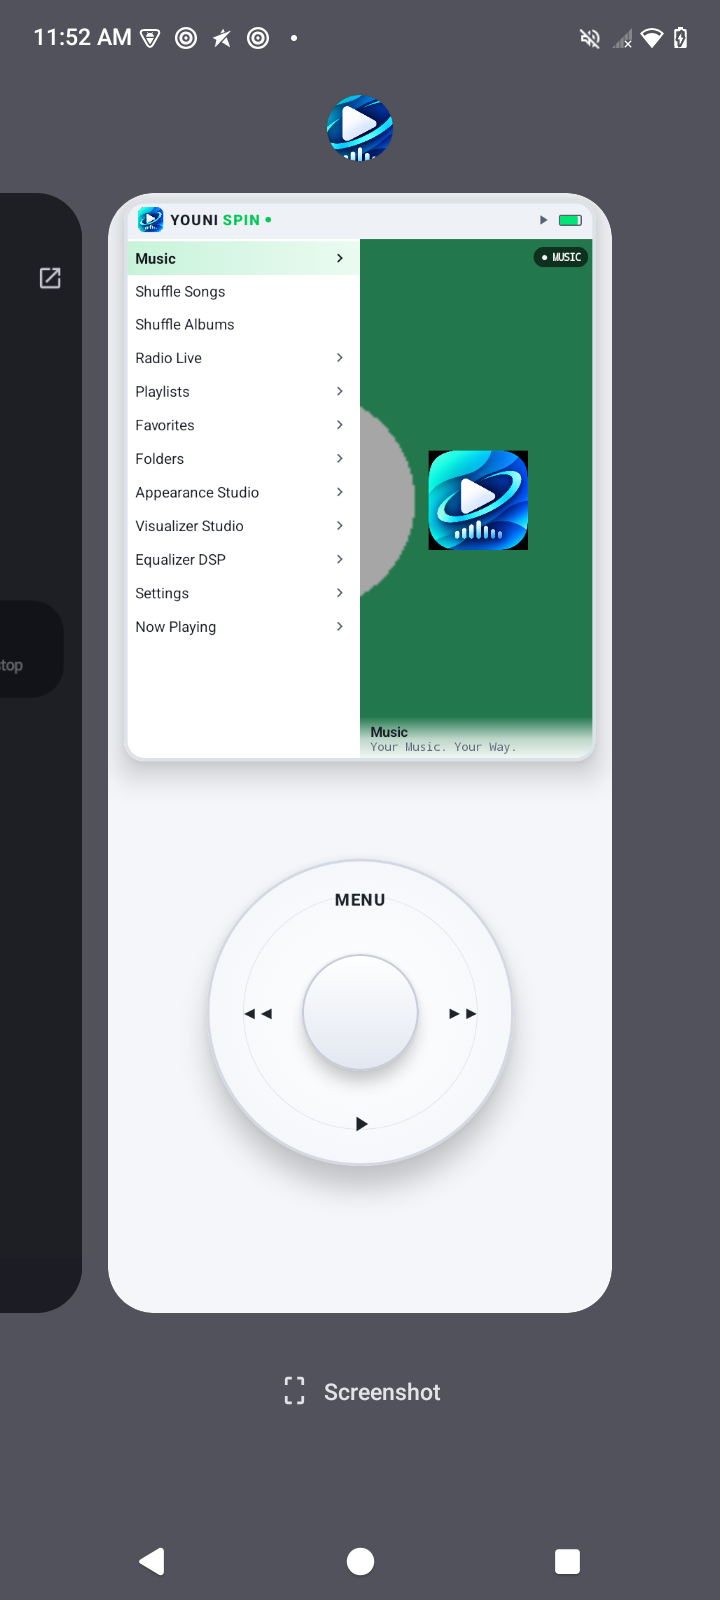 11:52 AM
YOUNI SPIN
Music
MUSIC
Shuffle Songs
Shuffle Albums
Radio Live
Playlists
Favorites
Folders
Appearance Studio
Visualizer Studio
Equalizer DSP
Settings
Now Playing
top
Music
Your Music. Your Way.
MENU
Screenshot